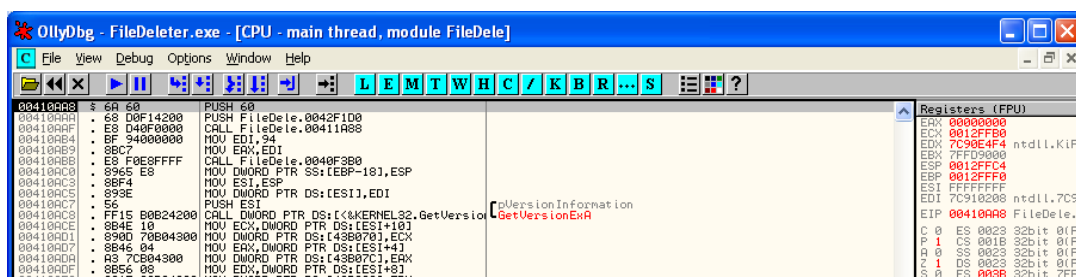 OllyDbg - FileDeleter.exe - [CPU - main thread, module FileDele]
C File View Debug Options Window Help
L E M T W H C / K B R ... S ?
00410AA8 $ 6A 60 PUSH 60
00410AAA . 68 D0F14200 PUSH FileDele.0042F1D0
00410AAF . E8 D40F0000 CALL FileDele.00411A88
00410AB4 . BF 94000000 MOV EDI,94
00410AB9 . 8BC7 MOV EAX,EDI
00410ABB . E8 F0E8FFFF CALL FileDele.0040F3B0
00410AC0 . 8965 E8 MOV DWORD PTR SS:[EBP-18],ESP
00410AC3 . 8BF4 MOV ESI,ESP
00410AC5 . 893E MOV DWORD PTR DS:[ESI],EDI
00410AC7 . 56 PUSH ESI pVersionInformation
00410AC8 . FF15 B0B24200 CALL DWORD PTR DS:[<&KERNEL32.GetVersio GetVersionExA
00410ACE . 8B4E 10 MOV ECX,DWORD PTR DS:[ESI+10]
00410AD1 . 890D 70B04300 MOV DWORD PTR DS:[43B070],ECX
00410AD7 . 8B46 04 MOV EAX,DWORD PTR DS:[ESI+4]
00410ADA . A3 7CB04300 MOV DWORD PTR DS:[43B07C],EAX
00410ADF . 8B56 08 MOV EDX,DWORD PTR DS:[ESI+8]
Registers (FPU)
EAX 00000000
ECX 0012FFB0
EDX 7C90E4F4 ntdll.KiF
EBX 7FFD9000
ESP 0012FFC4
EBP 0012FFF0
ESI FFFFFFFF
EDI 7C910208 ntdll.7C9
EIP 00410AA8 FileDele.
C 0 ES 0023 32bit 0(F
P 1 CS 001B 32bit 0(F
A 0 SS 0023 32bit 0(F
Z 1 DS 0023 32bit 0(F
S 0 FS 003B 32bit 7FF